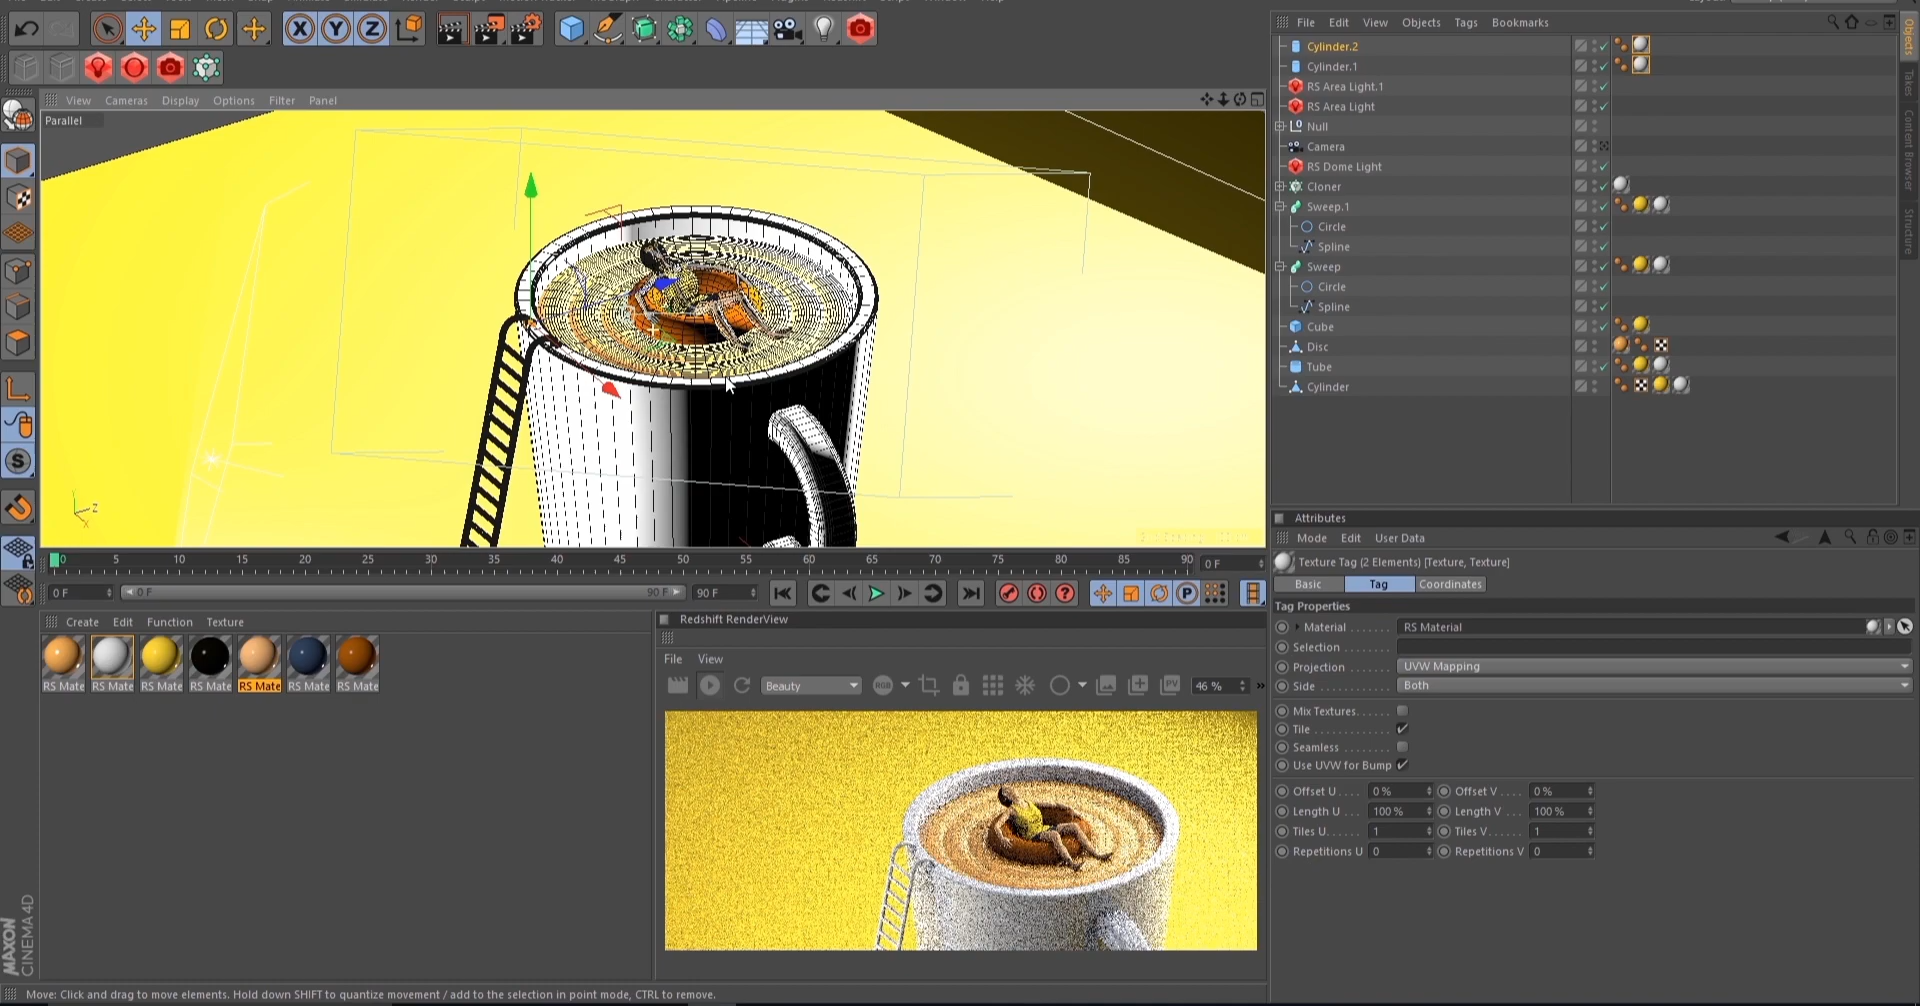 File Edit View Objects Tags Bookmarks
X Y Z
View Cameras Display Options Filter Panel
Parallel
Z
X
Cylinder.2
Cylinder.1
RS Area Light.1
RS Area Light
Null
Camera
RS Dome Light
Cloner
Sweep.1
Circle
Spline
Sweep
Circle
Spline
Cube
Disc
Tube
Cylinder
Objects
Takes
Content Browser
Structure
S
0 5 10 15 20 25 30 35 40 45 50 55 60 65 70 75 80 85 90
0 F
0 F 0 F 90 F 90 F
P
Create Edit Function Texture
RS Mate RS Mate RS Mate RS Mate RS Mate RS Mate RS Mate
Redshift RenderView
File View
Beauty RGB PV 46 %
Attributes
Mode Edit User Data
Texture Tag (2 Elements) [Texture, Texture]
Basic Tag Coordinates
Tag Properties
Material RS Material
Selection
Projection UVW Mapping
Side Both
Mix Textures
Tile
Seamless
Use UVW for Bump
Offset U 0 % Offset V 0 %
Length U 100 % Length V 100 %
Tiles U 1 Tiles V 1
Repetitions U 0 Repetitions V 0
MAXON
CINEMA 4D
Move: Click and drag to move elements. Hold down SHIFT to quantize movement / add to the selection in point mode, CTRL to remove.